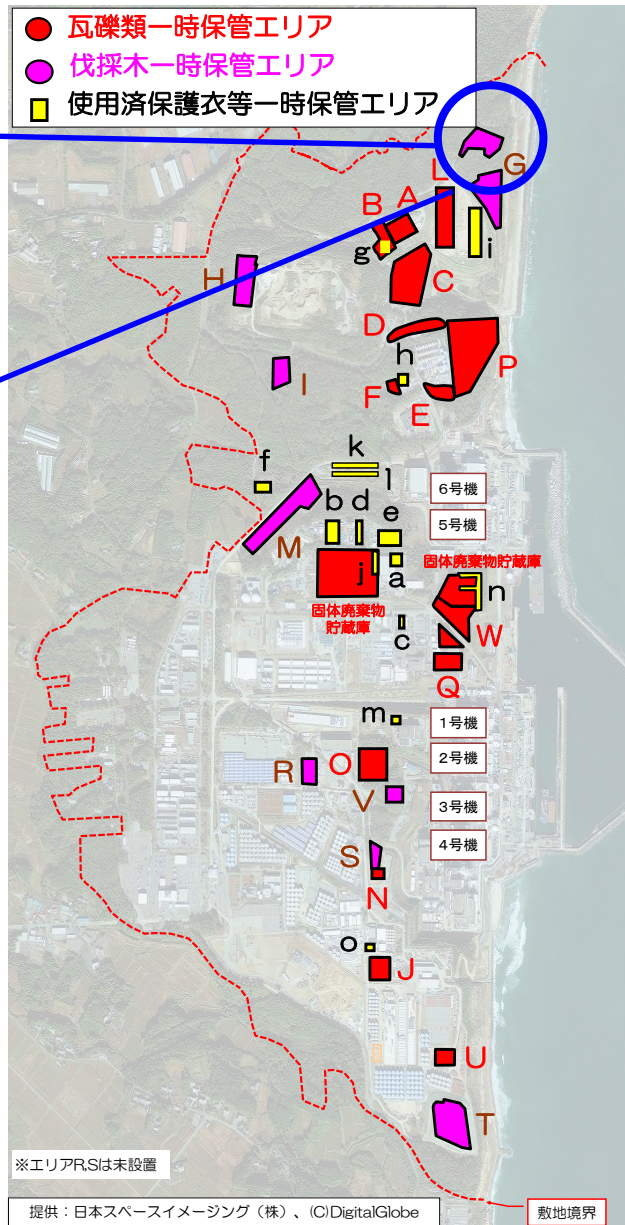 瓦礫類一時保管エリア
伐採木一時保管エリア
使用済保護衣等一時保管エリア
G
L
A
B
i
g
H
C
D
P
h
I
F
E
k
f
l
6号機
b
d
e
5号機
M
j
a
固体廃棄物貯蔵庫
n
固体廃棄物
貯蔵庫
c
W
Q
m
1号機
2号機
R
O
V
3号機
S
4号機
N
o
J
U
T
※エリアR,Sは未設置
提供:日本スペースイメージング(株)、(C)DigitalGlobe
敷地境界